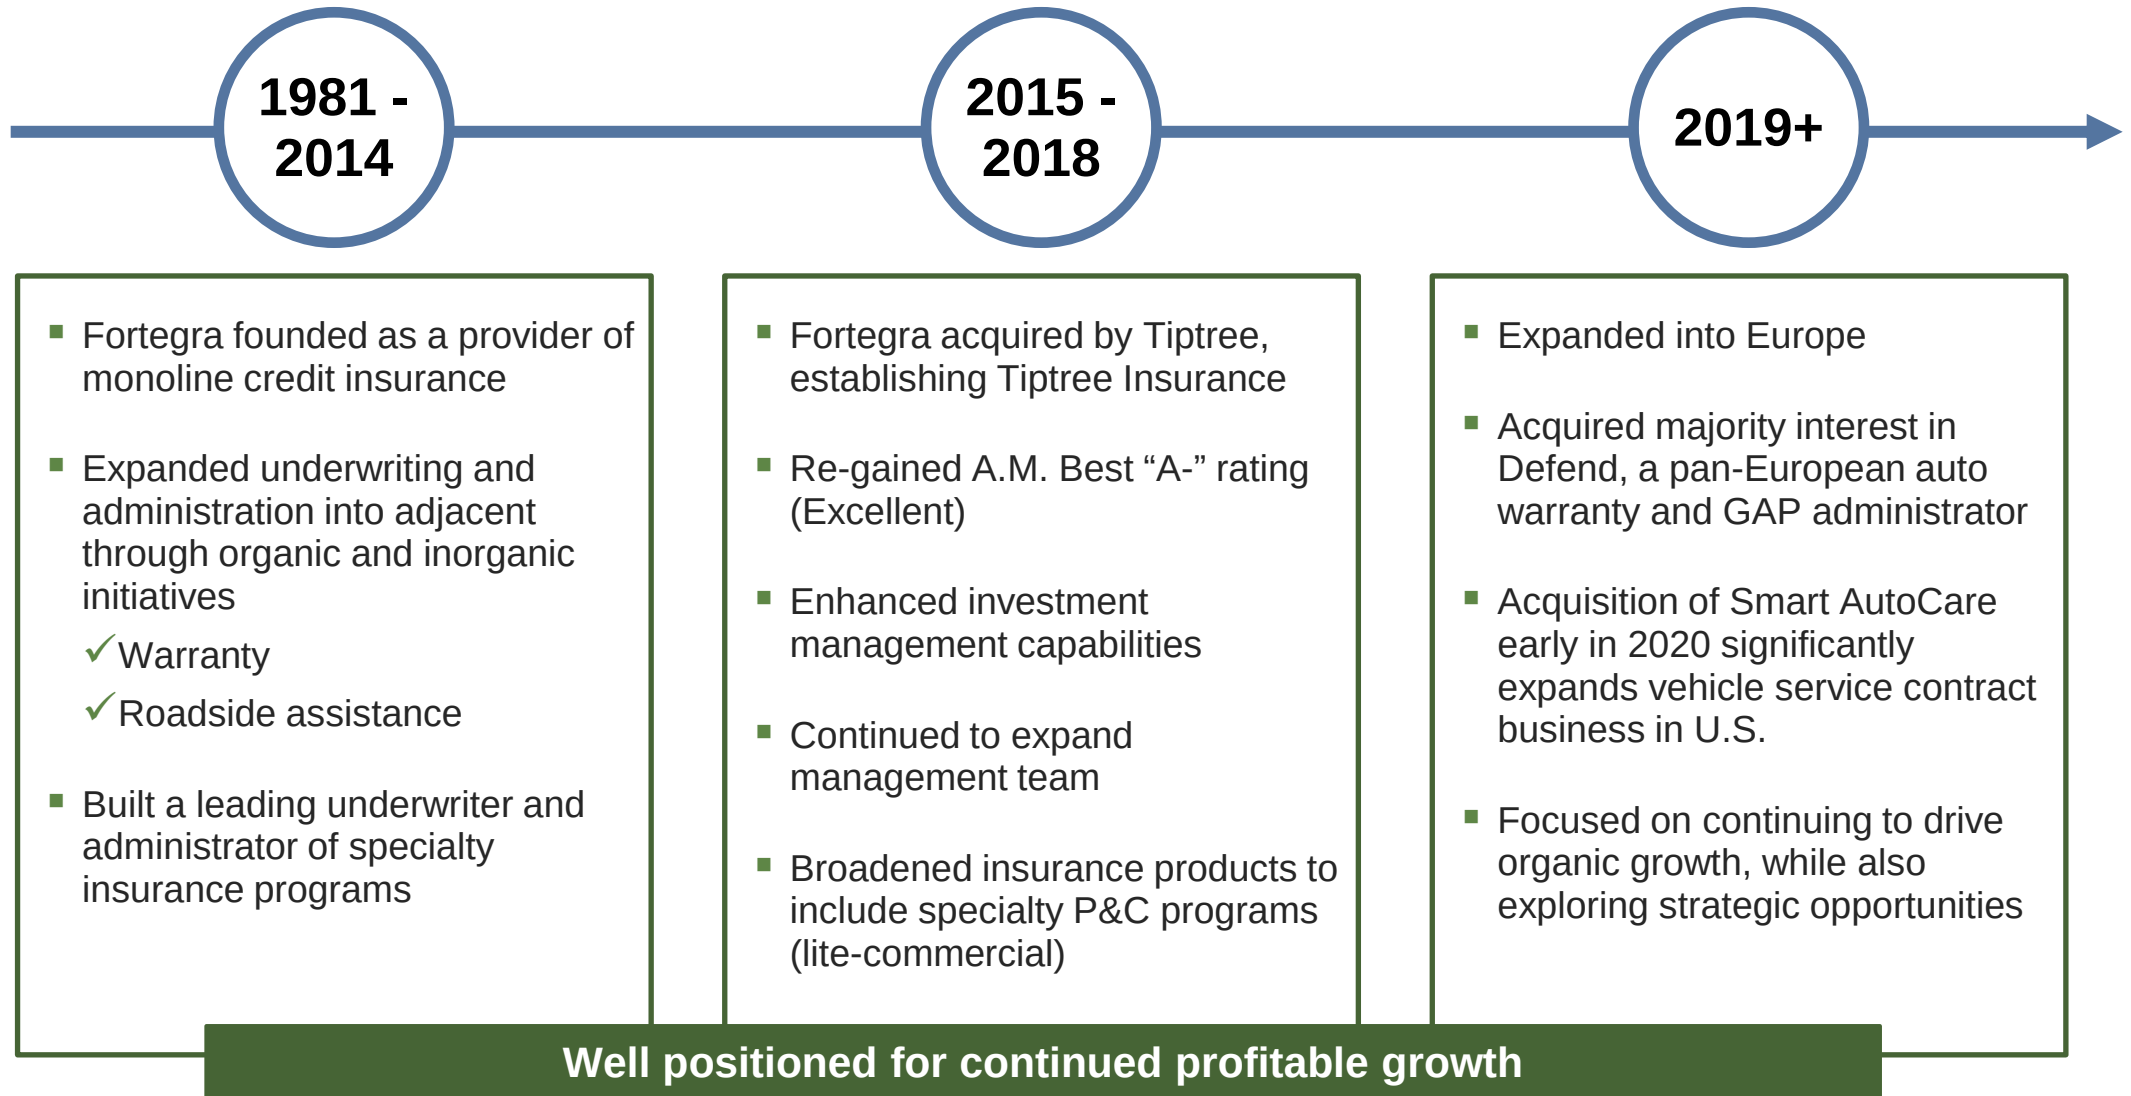 1981 -
2014
2015 -
2018
2019+
Fortegra founded as a provider of
monoline credit insurance
Expanded underwriting and
administration into adjacent
through organic and inorganic
initiatives
Warranty
Roadside assistance
Built a leading underwriter and
administrator of specialty
insurance programs
Fortegra acquired by Tiptree,
establishing Tiptree Insurance
Re-gained A.M. Best “A-” rating
(Excellent)
Enhanced investment
management capabilities
Continued to expand
management team
Broadened insurance products to
include specialty P&C programs
(lite-commercial)
Expanded into Europe
Acquired majority interest in
Defend, a pan-European auto
warranty and GAP administrator
Acquisition of Smart AutoCare
early in 2020 significantly
expands vehicle service contract
business in U.S.
Focused on continuing to drive
organic growth, while also
exploring strategic opportunities
Well positioned for continued profitable growth